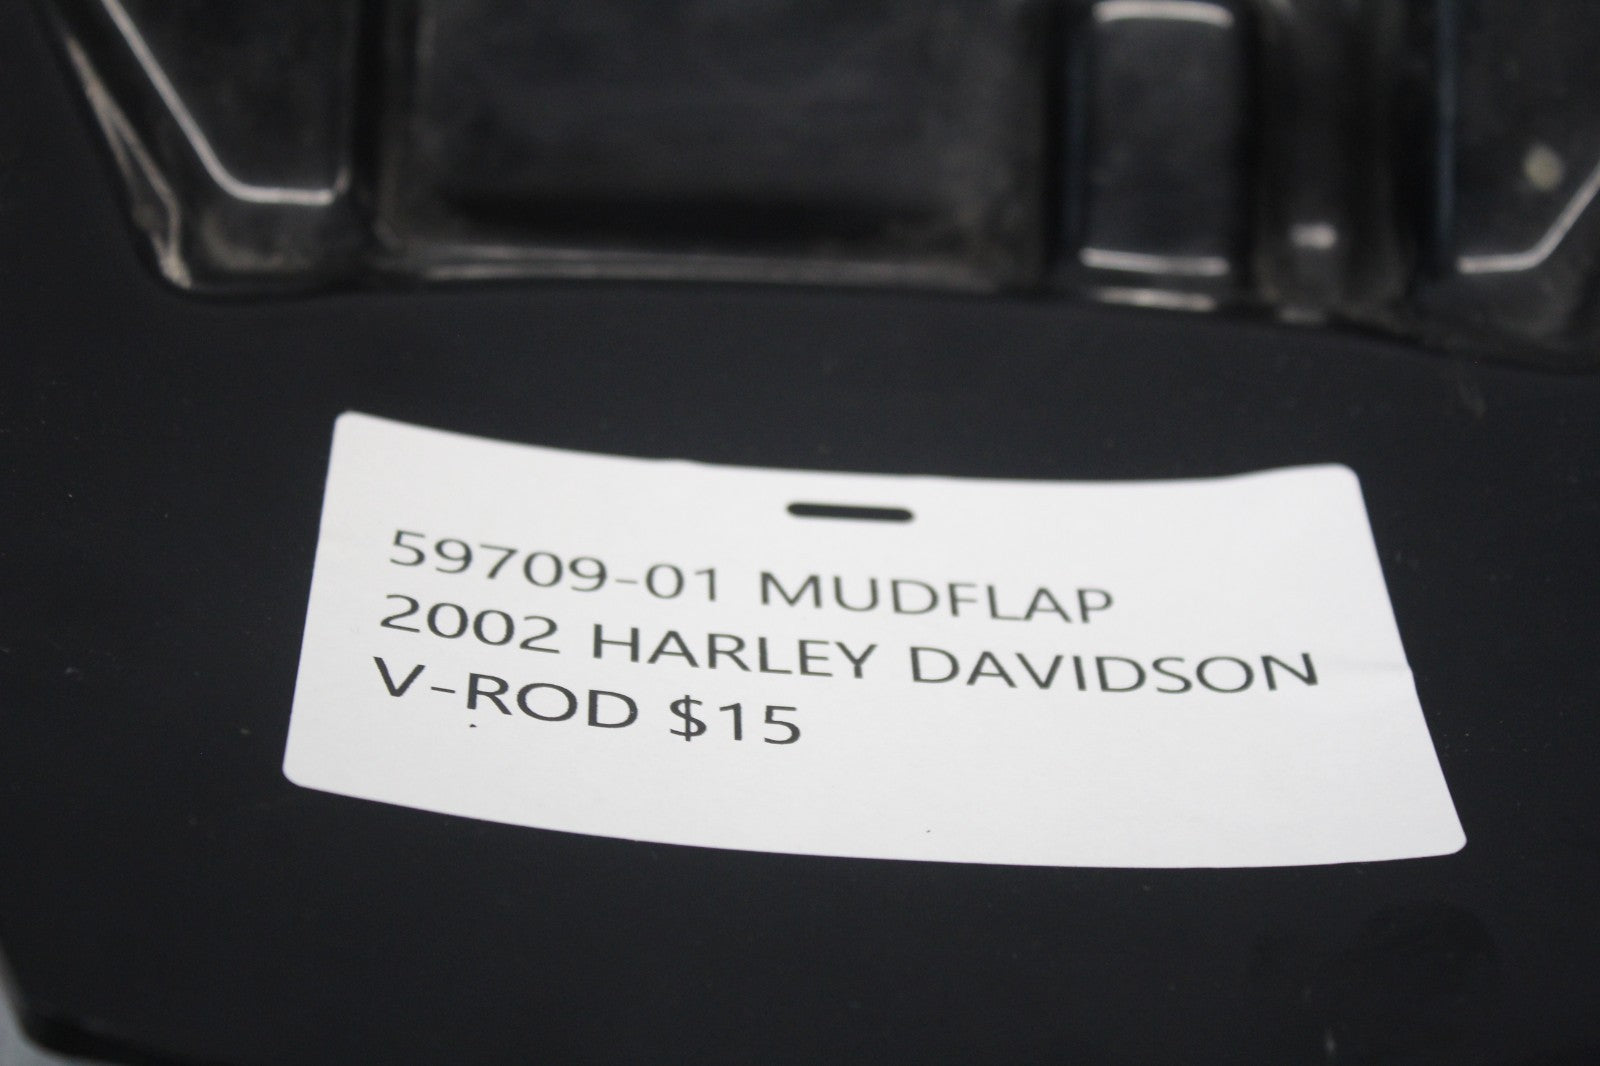 59709-01 MUDFLAP
2002 HARLEY DAVIDSON
V-ROD $15